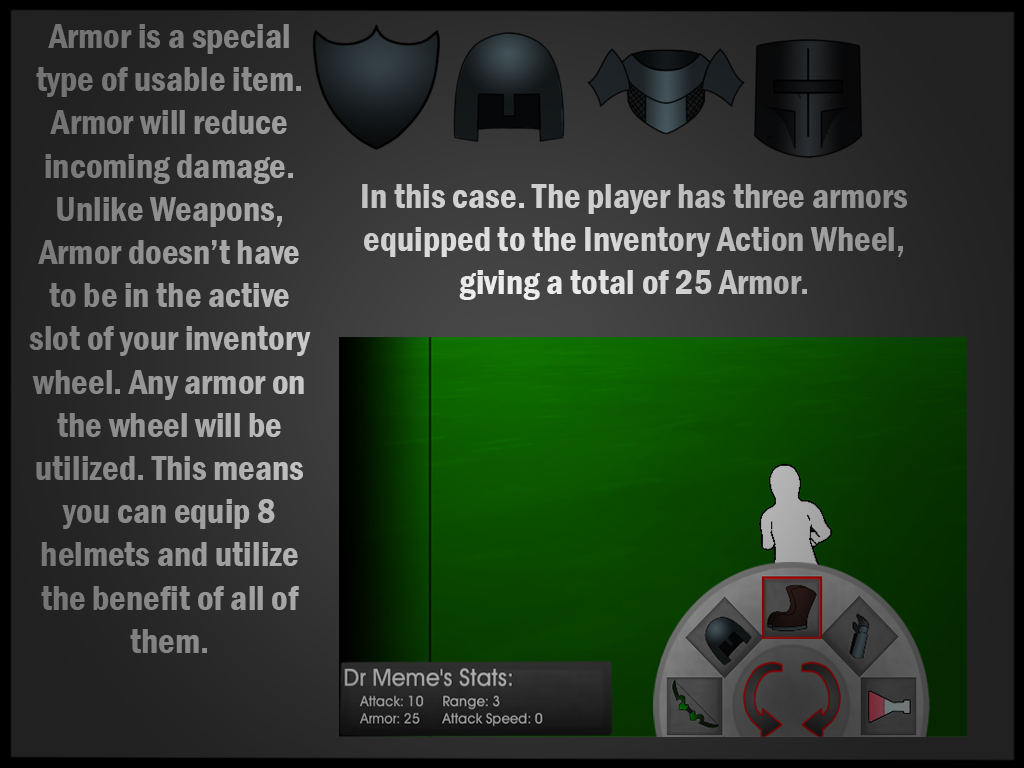 Armor is a special
type of usable item.
Armor will reduce
incoming damage.
Unlike Weapons,
Armor doesn't have
to be in the active
slot of your inventory
wheel. Any armor on
the wheel will be
utilized. This means
you can equip 8
helmets and utilize
the benefit of all of
them.
In this case. The player has three armors
equipped to the Inventory Action Wheel,
giving a total of 25 Armor.
Dr Meme's Stats:
Attack: 10 Range: 3
Armor: 25 Attack Speed: 0